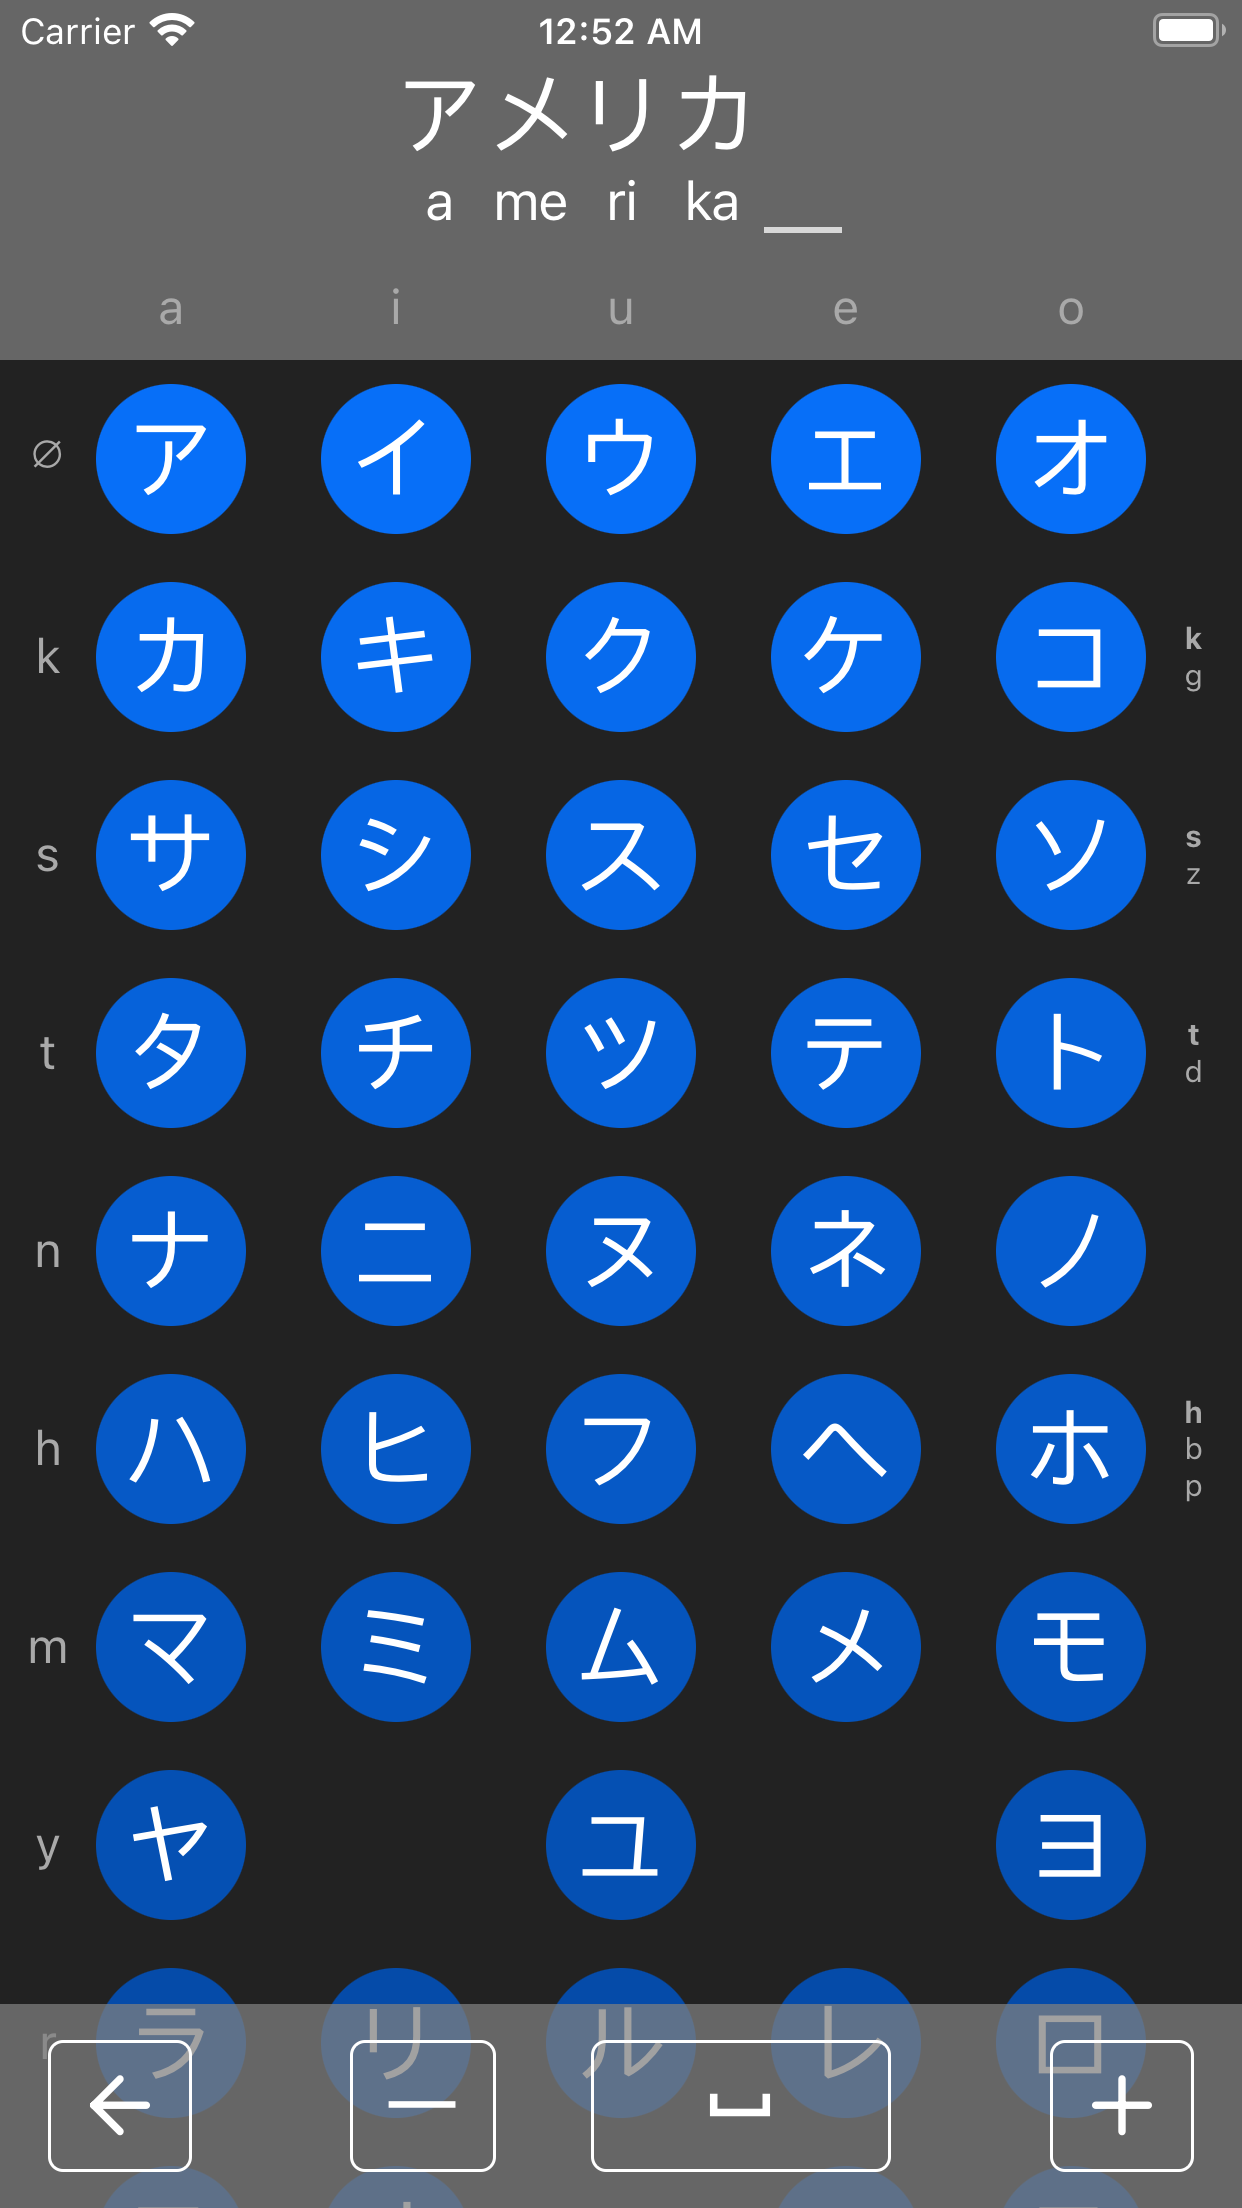 Carrier 12:52 AM
アメリカ
a me ri ka
a i u e o
∅ ア イ ウ エ オ
k カ キ ク ケ コ k g
s サ シ ス セ ソ s z
t タ チ ツ テ ト t d
n ナ ニ ヌ ネ ノ
h ハ ヒ フ ヘ ホ h b p
m マ ミ ム メ モ
y ヤ ユ ヨ
r ラ リ ル レ ロ